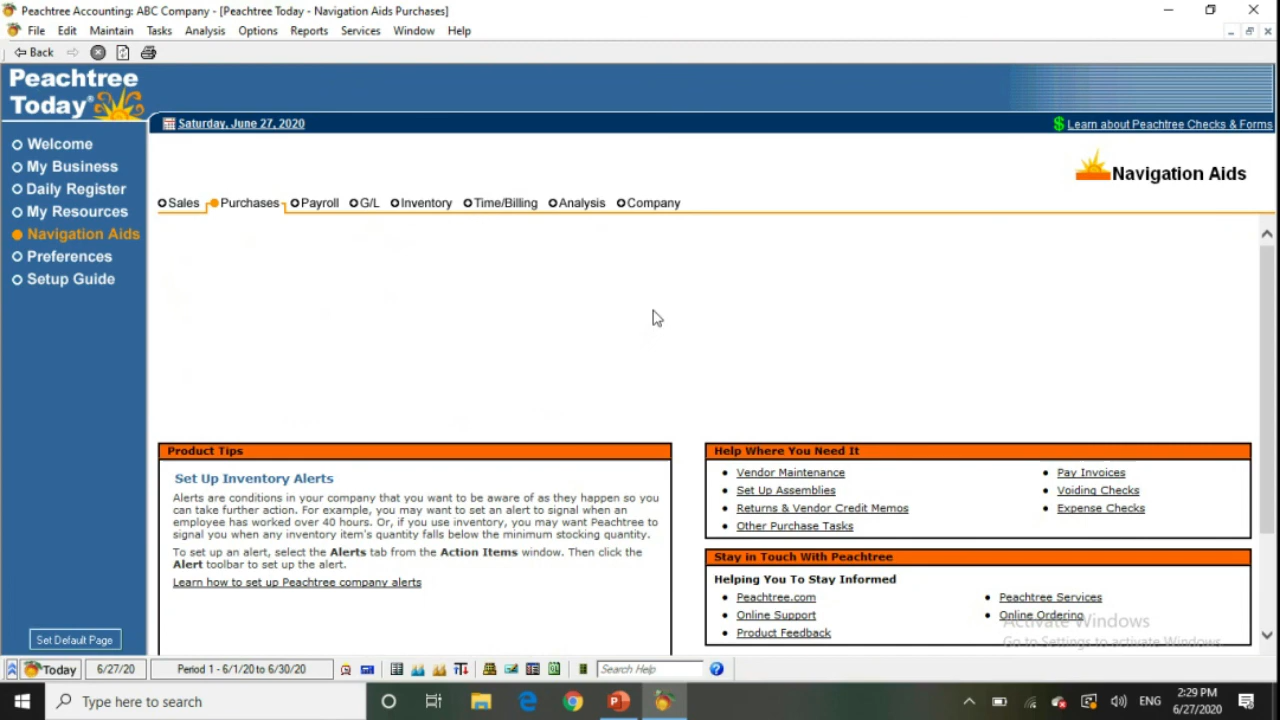 Peachtree Accounting: ABC Company - [Peachtree Today - Navigation Aids Purchases]
File Edit Maintain Tasks Analysis Options Reports Services Window Help
Back
Peachtree
Today®
Saturday, June 27, 2020
$ Learn about Peachtree Checks & Forms
Welcome
My Business
Daily Register
My Resources
Navigation Aids
Preferences
Setup Guide
Navigation Aids
Sales Purchases Payroll G/L Inventory Time/Billing Analysis Company
Product Tips
Set Up Inventory Alerts
Alerts are conditions in your company that you want to be aware of as they happen so you
can take further action. For example, you may want to set an alert to signal when an
employee has worked over 40 hours. Or, if you use inventory, you may want Peachtree to
signal you when any inventory item's quantity falls below the minimum stocking quantity.
To set up an alert, select the Alerts tab from the Action Items window. Then click the
Alert toolbar to set up the alert.
Learn how to set up Peachtree company alerts
Help Where You Need It
Vendor Maintenance
Set Up Assemblies
Returns & Vendor Credit Memos
Other Purchase Tasks
Pay Invoices
Voiding Checks
Expense Checks
Stay in Touch With Peachtree
Helping You To Stay Informed
Peachtree.com
Online Support
Product Feedback
Peachtree Services
Online Ordering
Activate Windows
Go to Settings to activate Windows.
Set Default Page
Today 6/27/20 Period 1 - 6/1/20 to 6/30/20 Search Help
Type here to search
ENG
2:29 PM
6/27/2020